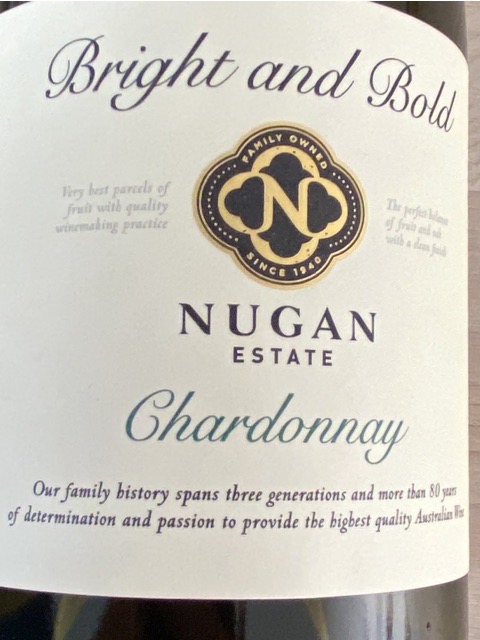 Bright and Bold
FAMILY OWNED
N
SINCE 1940
Very best parcels of
fruit with quality
winemaking practice
The perfect balance
of fruit and oak
with a clean finish
NUGAN
ESTATE
Chardonnay
Our family history spans three generations and more than 80 years
of determination and passion to provide the highest quality Australian Wine